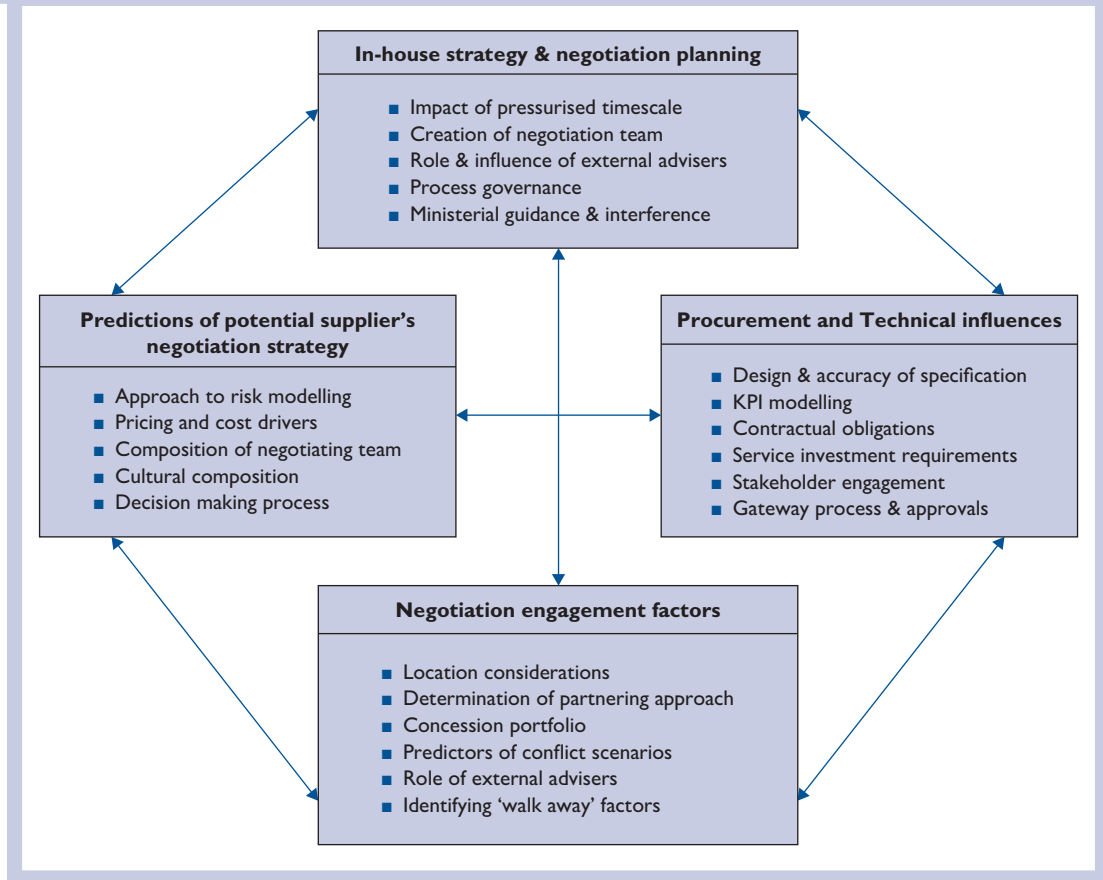 In-house strategy & negotiation planning
■ Impact of pressurised timescale
■ Creation of negotiation team
■ Role & influence of external advisers
■ Process governance
■ Ministerial guidance & interference
Predictions of potential supplier's
negotiation strategy
■ Approach to risk modelling
■ Pricing and cost drivers
■ Composition of negotiating team
■ Cultural composition
■ Decision making process
Procurement and Technical influences
■ Design & accuracy of specification
■ KPI modelling
■ Contractual obligations
■ Service investment requirements
■ Stakeholder engagement
■ Gateway process & approvals
Negotiation engagement factors
■ Location considerations
■ Determination of partnering approach
■ Concession portfolio
■ Predictors of conflict scenarios
■ Role of external advisers
■ Identifying ‘walk away’ factors